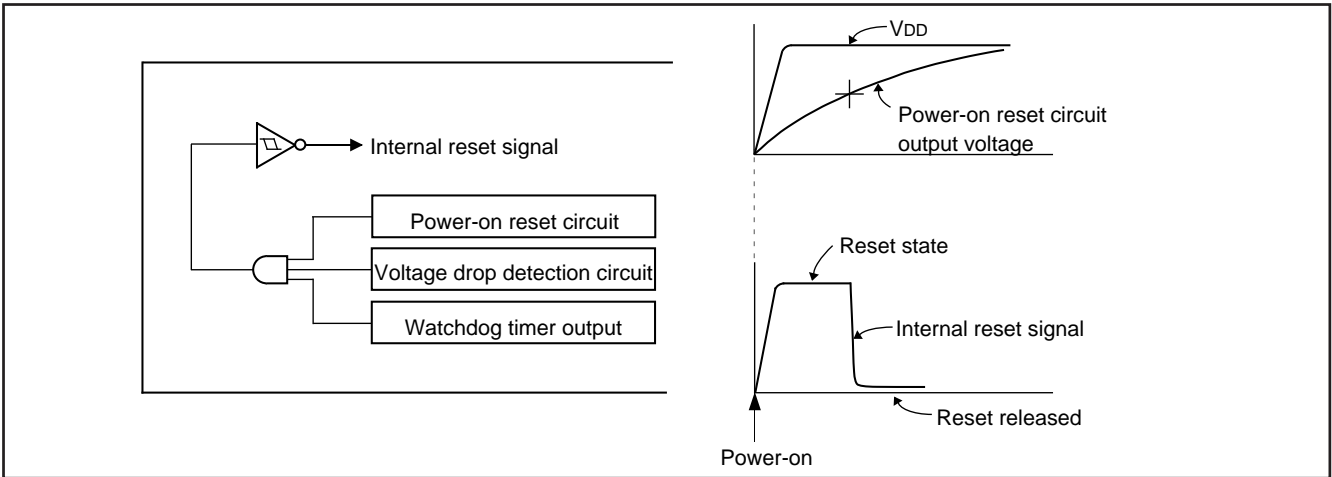 Internal reset signal
Power-on reset circuit
Voltage drop detection circuit
Watchdog timer output
VDD
Power-on reset circuit
output voltage
Reset state
Internal reset signal
Reset released
Power-on